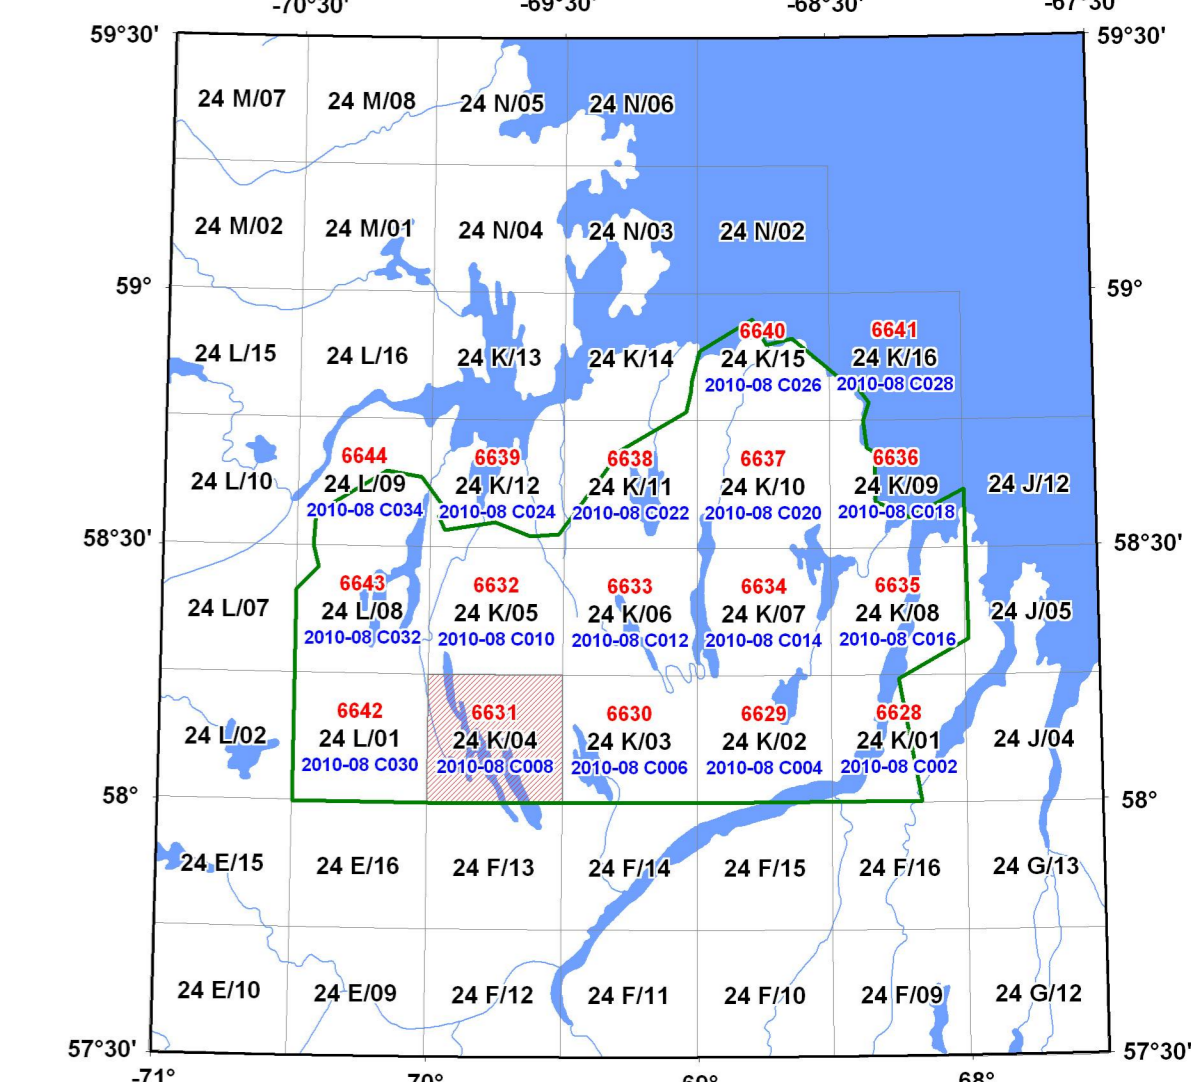 -70°30' -69°30' -68°30' -67°30'
59°30' 59°30'
24 M/07 24 M/08 24 N/05 24 N/06
24 M/02 24 M/01 24 N/04 24 N/03 24 N/02
59° 59°
6640 6641
24 L/15 24 L/16 24 K/13 24 K/14 24 K/15 24 K/16
2010-08 C026 2010-08 C028
6644 6639 6638 6637 6636
24 L/10 24 L/09 24 K/12 24 K/11 24 K/10 24 K/09 24 J/12
2010-08 C034 2010-08 C024 2010-08 C022 2010-08 C020 2010-08 C018
58°30' 58°30'
6643 6632 6633 6634 6635
24 L/07 24 L/08 24 K/05 24 K/06 24 K/07 24 K/08 24 J/05
2010-08 C032 2010-08 C010 2010-08 C012 2010-08 C014 2010-08 C016
6642 6631 6630 6629 6628
24 L/02 24 L/01 24 K/04 24 K/03 24 K/02 24 K/01 24 J/04
2010-08 C030 2010-08 C008 2010-08 C006 2010-08 C004 2010-08 C002
58° 58°
24 E/15 24 E/16 24 F/13 24 F/14 24 F/15 24 F/16 24 G/13
24 E/10 24 E/09 24 F/12 24 F/11 24 F/10 24 F/09 24 G/12
57°30' 57°30'
-71° -70° -69° -68°